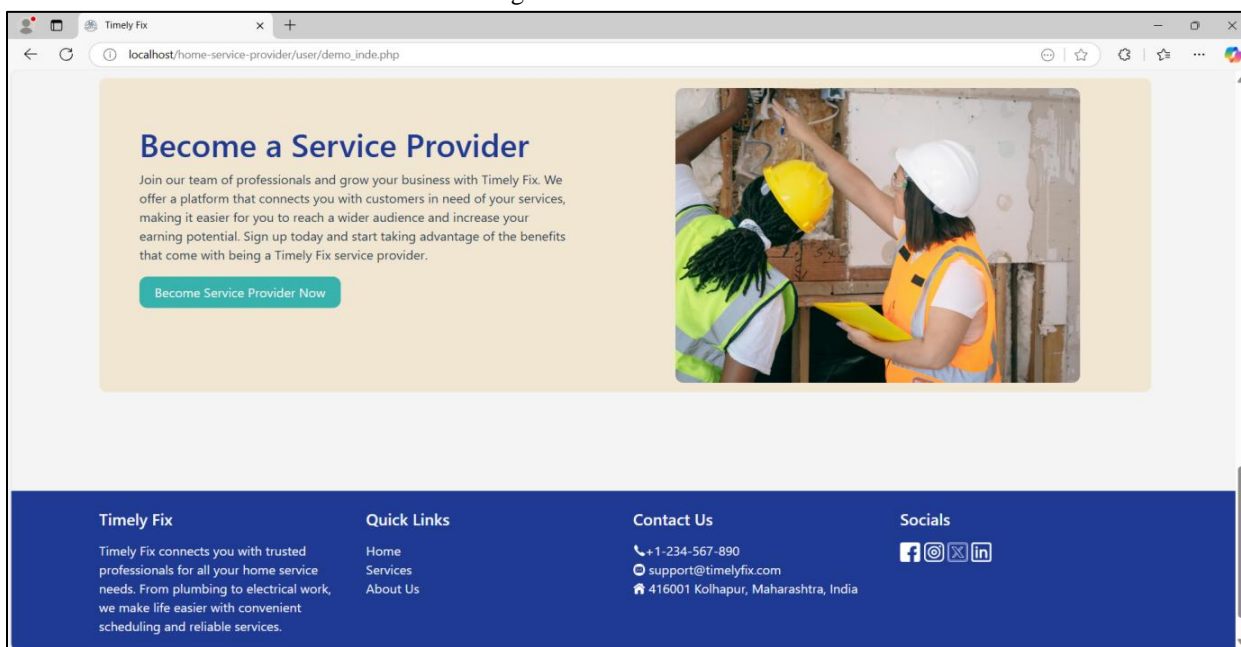 Timely Fix
localhost/home-service-provider/user/demo_inde.php
Become a Service Provider
Join our team of professionals and grow your business with Timely Fix. We
offer a platform that connects you with customers in need of your services,
making it easier for you to reach a wider audience and increase your
earning potential. Sign up today and start taking advantage of the benefits
that come with being a Timely Fix service provider.
Become Service Provider Now
Timely Fix
Timely Fix connects you with trusted
professionals for all your home service
needs. From plumbing to electrical work,
we make life easier with convenient
scheduling and reliable services.
Quick Links
Home
Services
About Us
Contact Us
+1-234-567-890
support@timelyfix.com
416001 Kolhapur, Maharashtra, India
Socials